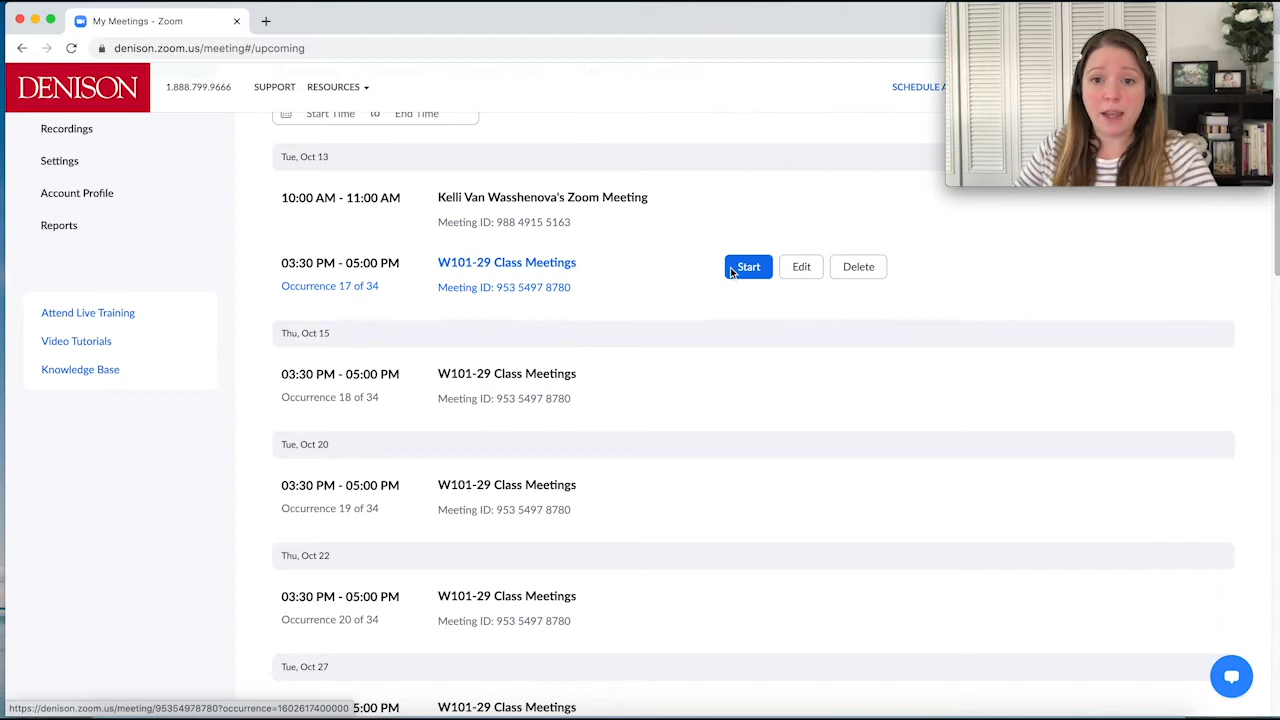 My Meetings - Zoom
denison.zoom.us/meeting#/upcoming
DENISON
1.888.799.9666 SUPPORT RESOURCES SCHEDULE A
Recordings
Settings
Account Profile
Reports
Attend Live Training
Video Tutorials
Knowledge Base
Start Time to End Time
Tue, Oct 13
10:00 AM - 11:00 AM Kelli Van Wasshenova's Zoom Meeting
Meeting ID: 988 4915 5163
03:30 PM - 05:00 PM W101-29 Class Meetings Start Edit Delete
Occurrence 17 of 34 Meeting ID: 953 5497 8780
Thu, Oct 15
03:30 PM - 05:00 PM W101-29 Class Meetings
Occurrence 18 of 34 Meeting ID: 953 5497 8780
Tue, Oct 20
03:30 PM - 05:00 PM W101-29 Class Meetings
Occurrence 19 of 34 Meeting ID: 953 5497 8780
Thu, Oct 22
03:30 PM - 05:00 PM W101-29 Class Meetings
Occurrence 20 of 34 Meeting ID: 953 5497 8780
Tue, Oct 27
5:00 PM W101-29 Class Meetings
https://denison.zoom.us/meeting/95354978780?occurrence=1602617400000